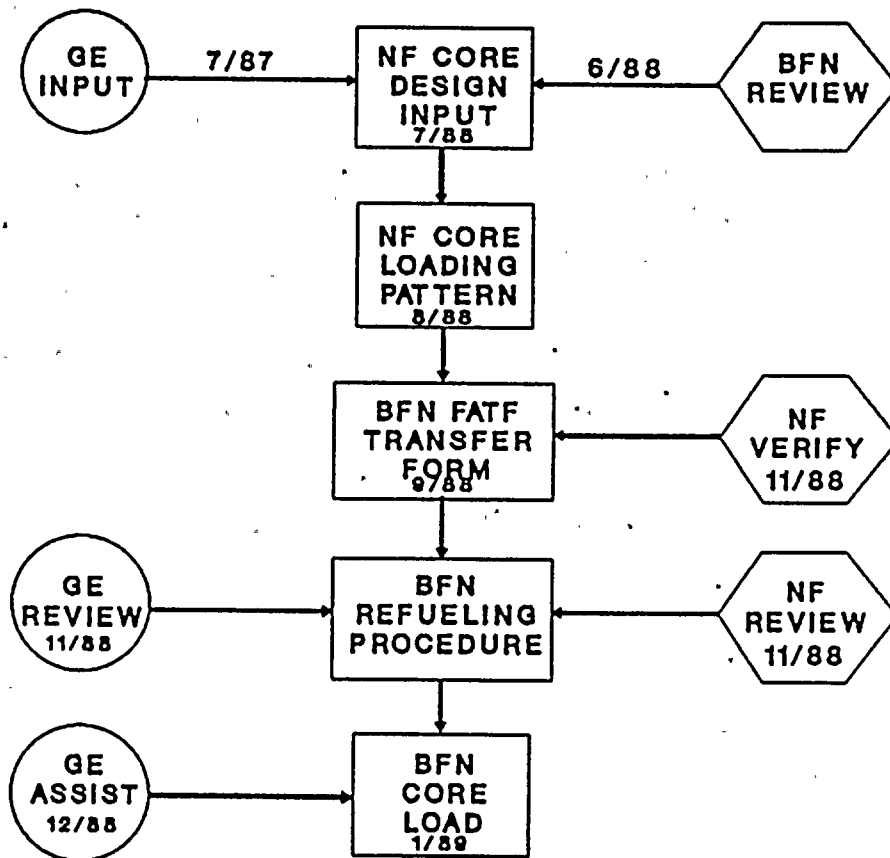 GE
INPUT
7/87
NF CORE
DESIGN
INPUT
7/88
6/88
BFN
REVIEW
NF CORE
LOADING
PATTERN
8/88
BFN FATF
TRANSFER
FORM
9/88
NF
VERIFY
11/88
GE
REVIEW
11/88
BFN
REFUELING
PROCEDURE
NF
REVIEW
11/88
GE
ASSIST
12/88
BFN
CORE
LOAD
1/89